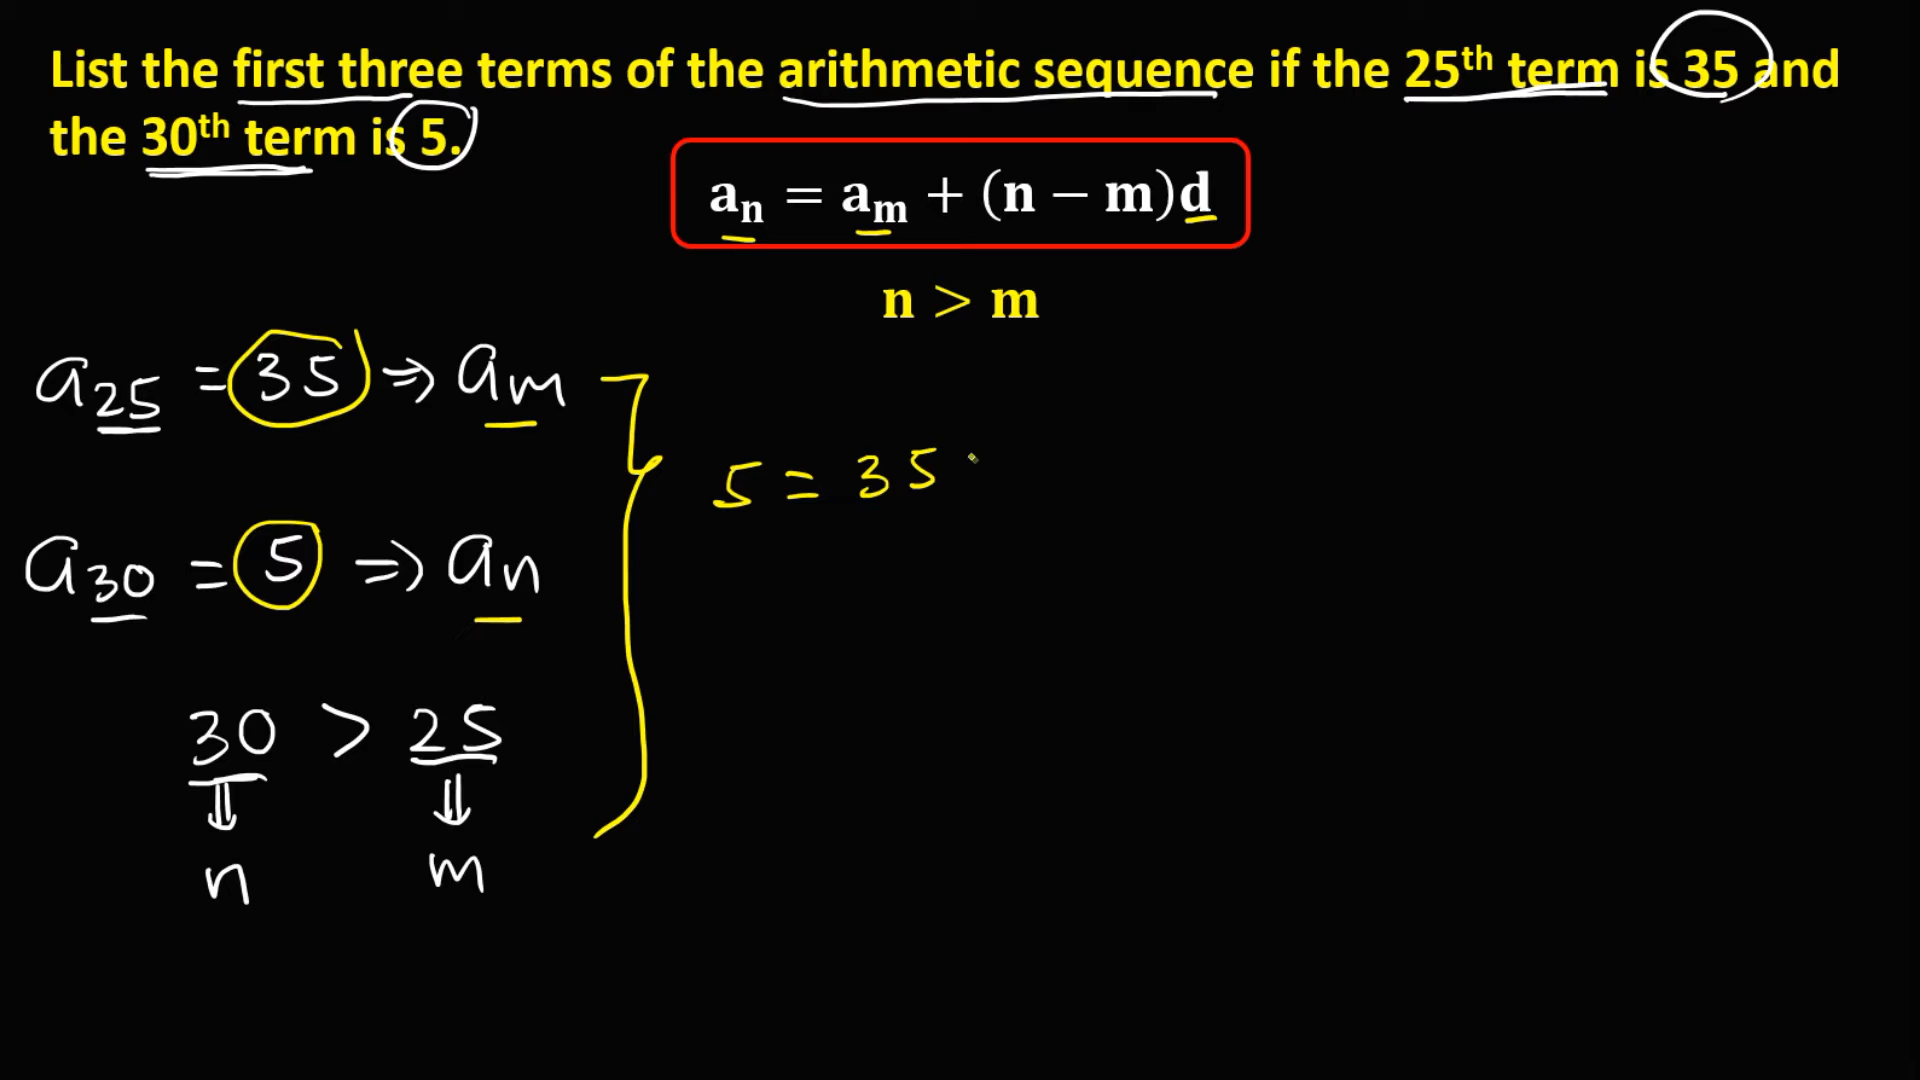 List the first three terms of the arithmetic sequence if the 25th term is 35 and
the 30th term is 5.
aₙ = aₘ + (n − m)d
n > m
a₂₅ = 35 ⇒ aₘ
5 = 35
a₃₀ = 5 ⇒ aₙ
30 > 25
n m